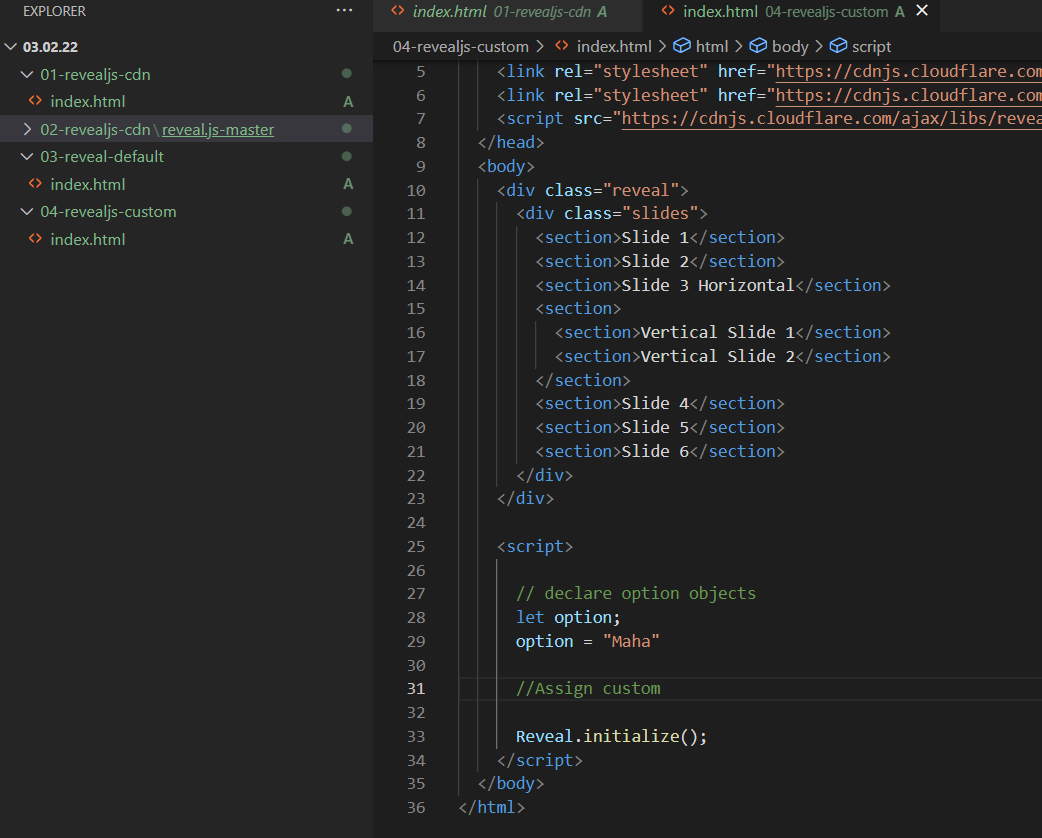 EXPLORER ...
03.02.22
01-revealjs-cdn
index.html A
02-revealjs-cdn\reveal.js-master
03-reveal-default
index.html A
04-revealjs-custom
index.html A
index.html 01-revealjs-cdn A
index.html 04-revealjs-custom A
04-revealjs-custom > index.html > html > body > script
5 <link rel="stylesheet" href="https://cdnjs.cloudflare.com
6 <link rel="stylesheet" href="https://cdnjs.cloudflare.com
7 <script src="https://cdnjs.cloudflare.com/ajax/libs/revea
8 </head>
9 <body>
10 <div class="reveal">
11 <div class="slides">
12 <section>Slide 1</section>
13 <section>Slide 2</section>
14 <section>Slide 3 Horizontal</section>
15 <section>
16 <section>Vertical Slide 1</section>
17 <section>Vertical Slide 2</section>
18 </section>
19 <section>Slide 4</section>
20 <section>Slide 5</section>
21 <section>Slide 6</section>
22 </div>
23 </div>
24
25 <script>
26
27 // declare option objects
28 let option;
29 option = "Maha"
30
31 //Assign custom
32
33 Reveal.initialize();
34 </script>
35 </body>
36 </html>